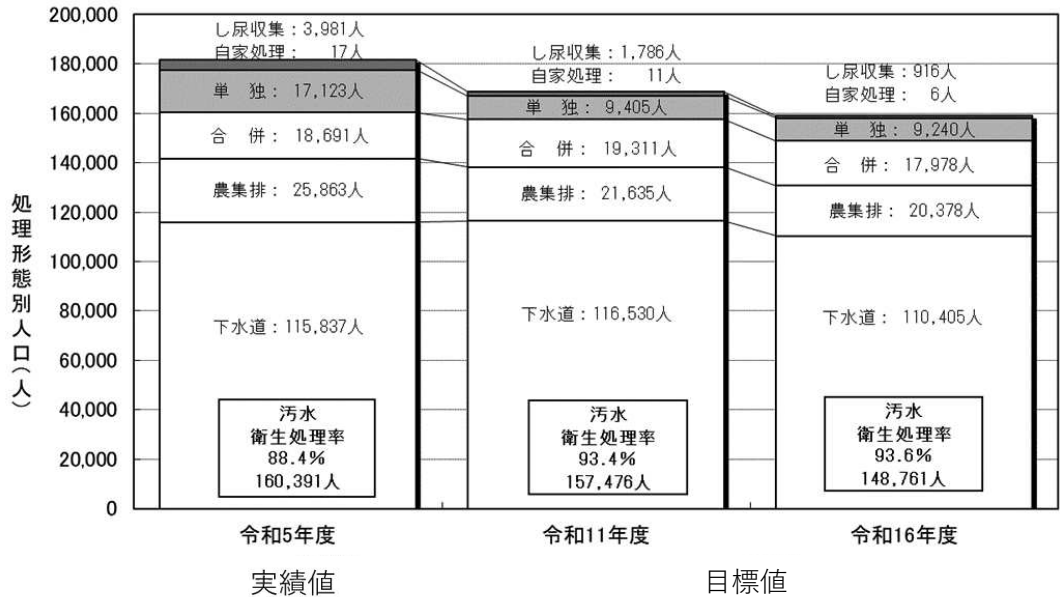 処理形態別人口(人)
200,000
180,000
160,000
140,000
120,000
100,000
80,000
60,000
40,000
20,000
0
し尿収集：3,981人
自家処理： 17人
単 独：17,123人
合 併：18,691人
農集排：25,863人
下水道：115,837人
汚水
衛生処理率
88.4%
160,391人
令和5年度
し尿収集：1,786人
自家処理： 11人
単 独：9,405人
合 併：19,311人
農集排：21,635人
下水道：116,530人
汚水
衛生処理率
93.4%
157,476人
令和11年度
し尿収集：916人
自家処理： 6人
単 独：9,240人
合 併：17,978人
農集排：20,378人
下水道：110,405人
汚水
衛生処理率
93.6%
148,761人
令和16年度
実績値
目標値